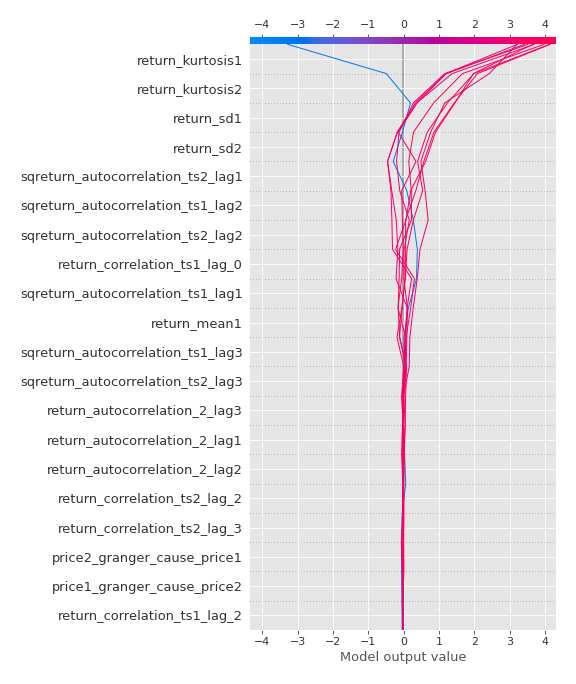 −4 −3 −2 −1 0 1 2 3 4
return_kurtosis1
return_kurtosis2
return_sd1
return_sd2
sqreturn_autocorrelation_ts2_lag1
sqreturn_autocorrelation_ts1_lag2
sqreturn_autocorrelation_ts2_lag2
return_correlation_ts1_lag_0
sqreturn_autocorrelation_ts1_lag1
return_mean1
sqreturn_autocorrelation_ts1_lag3
sqreturn_autocorrelation_ts2_lag3
return_autocorrelation_2_lag3
return_autocorrelation_2_lag1
return_autocorrelation_2_lag2
return_correlation_ts2_lag_2
return_correlation_ts2_lag_3
price2_granger_cause_price1
price1_granger_cause_price2
return_correlation_ts1_lag_2
−4 −3 −2 −1 0 1 2 3 4
Model output value